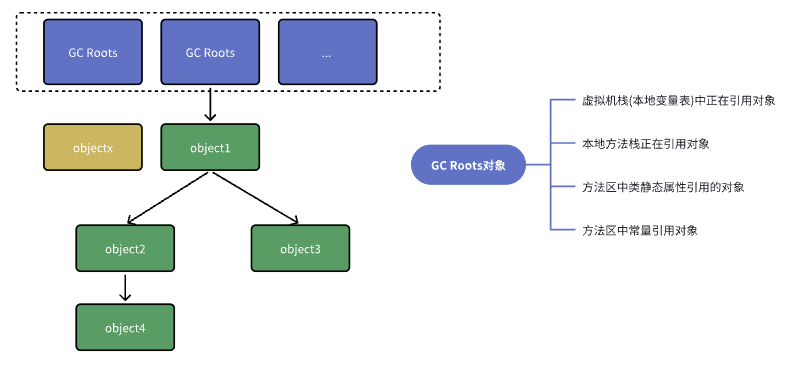 GC Roots
GC Roots
...
objectx
object1
object2
object3
object4
GC Roots对象
虚拟机栈(本地变量表)中正在引用对象
本地方法栈正在引用对象
方法区中类静态属性引用的对象
方法区中常量引用对象